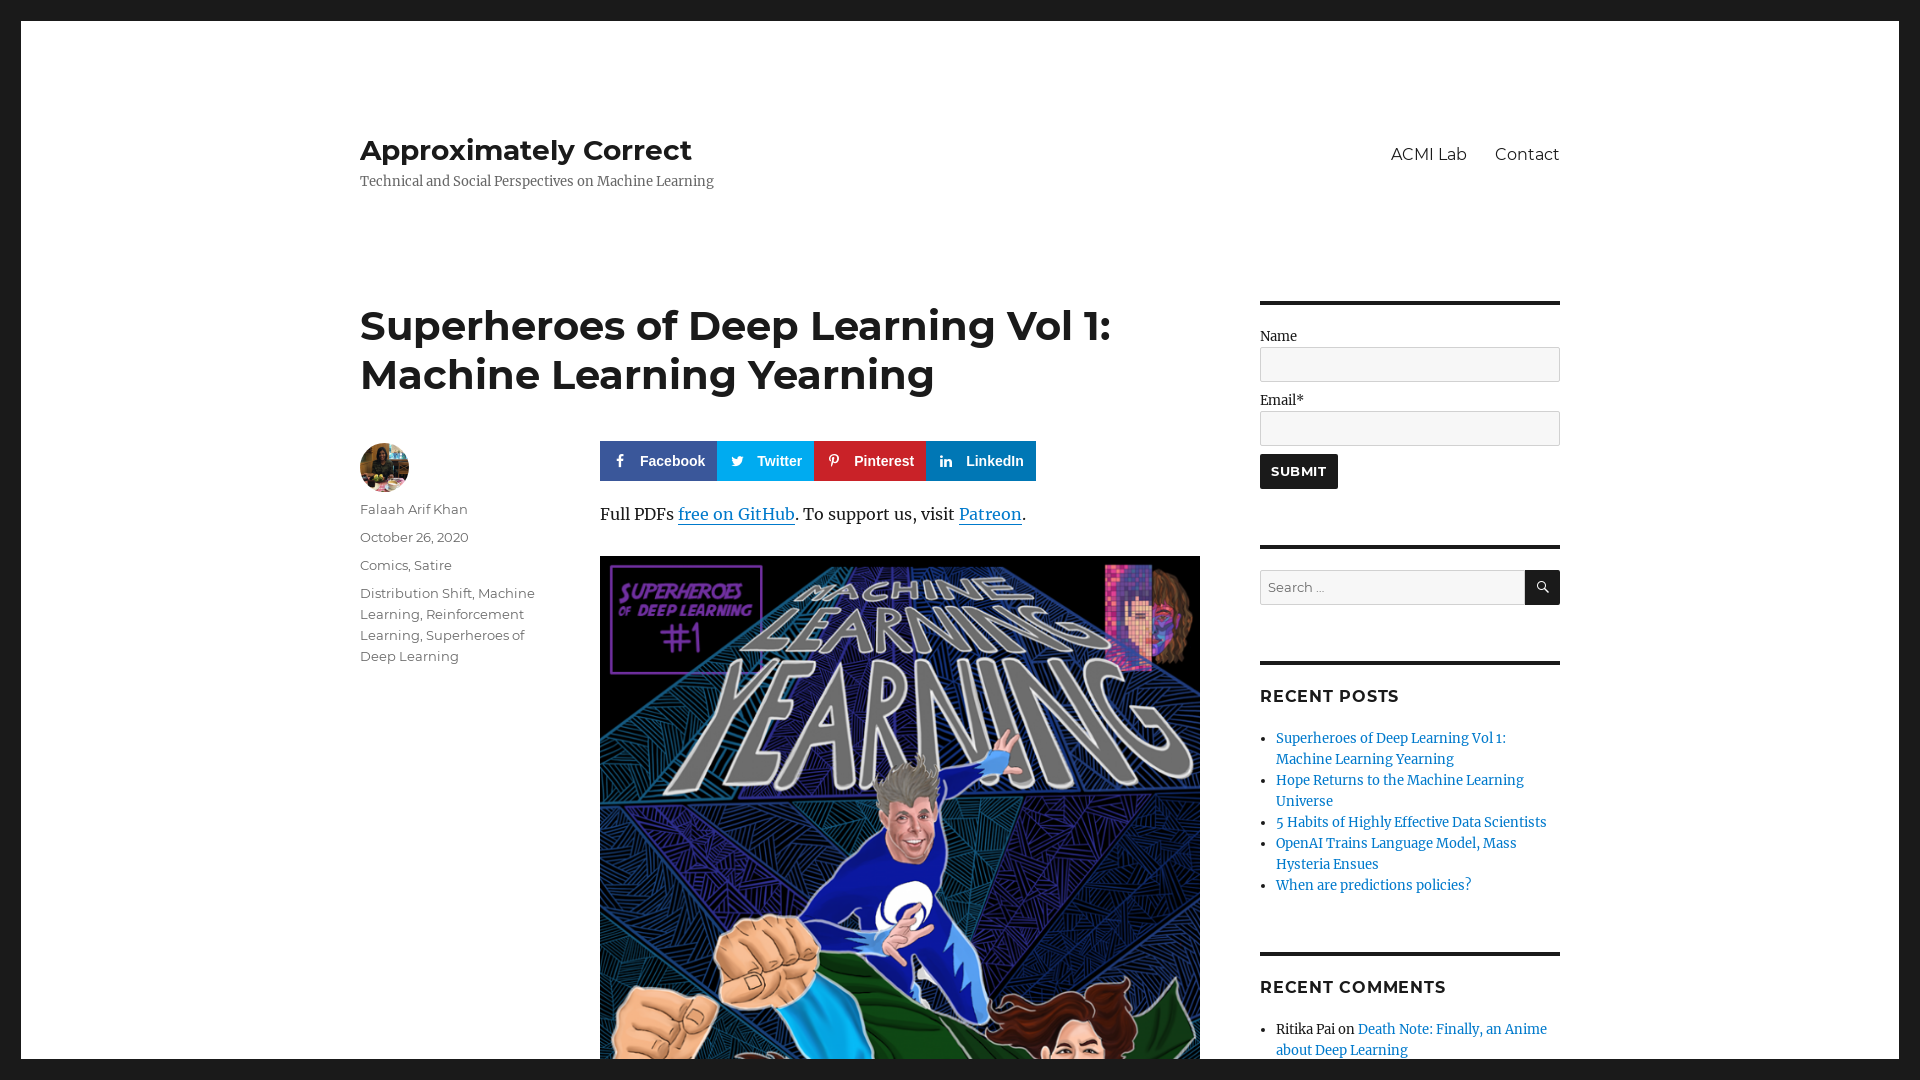 Approximately Correct
Technical and Social Perspectives on Machine Learning
ACMI Lab
Contact
Superheroes of Deep Learning Vol 1:
Machine Learning Yearning
Falaah Arif Khan
October 26, 2020
Comics, Satire
Distribution Shift, Machine
Learning, Reinforcement
Learning, Superheroes of
Deep Learning
Facebook
Twitter
Pinterest
LinkedIn
Full PDFs free on GitHub. To support us, visit Patreon.
SUPERHEROES
OF DEEP LEARNING
#1
MACHINE
LEARNING
YEARNING
Name
Email*
SUBMIT
Search …
RECENT POSTS
Superheroes of Deep Learning Vol 1:
Machine Learning Yearning
Hope Returns to the Machine Learning
Universe
5 Habits of Highly Effective Data Scientists
OpenAI Trains Language Model, Mass
Hysteria Ensues
When are predictions policies?
RECENT COMMENTS
Ritika Pai on Death Note: Finally, an Anime
about Deep Learning